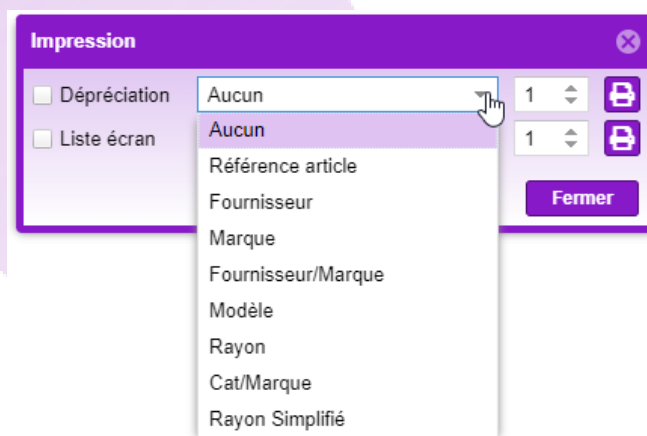 Impression
Dépréciation Aucun 1
Liste écran Aucun 1
Référence article
Fournisseur Fermer
Marque
Fournisseur/Marque
Modèle
Rayon
Cat/Marque
Rayon Simplifié